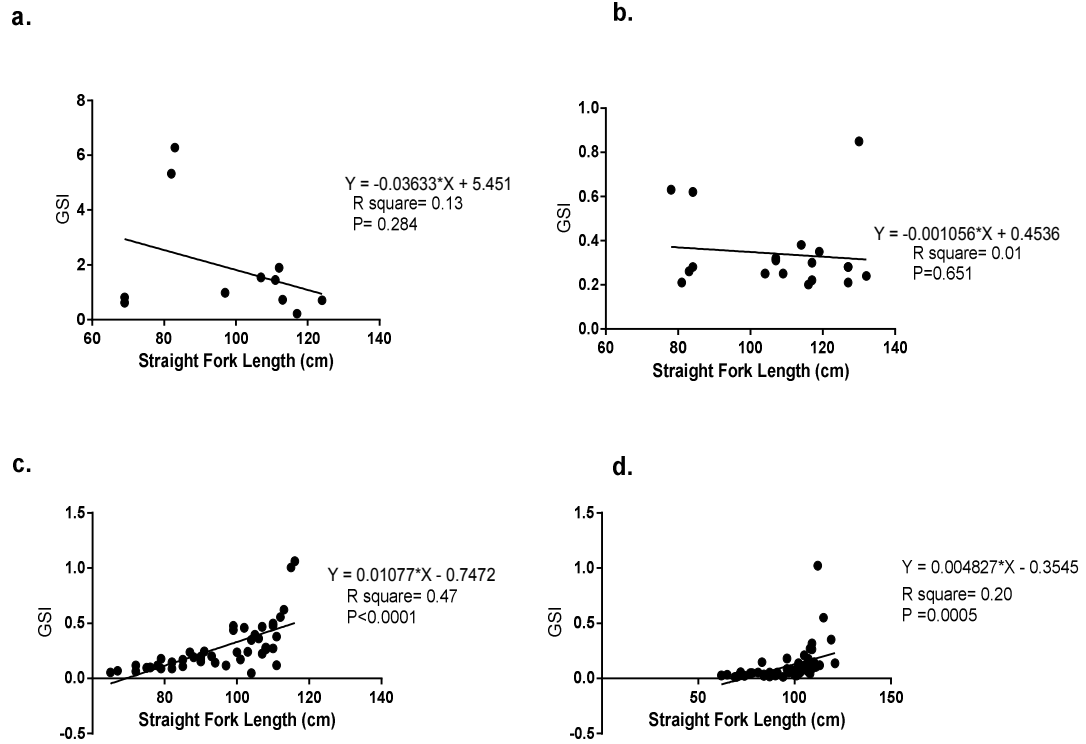 a.
8
6
4
2
0
GSI
60 80 100 120 140
Straight Fork Length (cm)
Y = -0.03633*X + 5.451
R square= 0.13
P= 0.284
b.
1.0
0.8
0.6
0.4
0.2
0.0
GSI
60 80 100 120 140
Straight Fork Length (cm)
Y = -0.001056*X + 0.4536
R square= 0.01
P=0.651
c.
1.5
1.0
0.5
0.0
-0.5
GSI
80 100 120 140
Straight Fork Length (cm)
Y = 0.01077*X - 0.7472
R square= 0.47
P<0.0001
d.
1.5
1.0
0.5
0.0
-0.5
GSI
50 100 150
Straight Fork Length (cm)
Y = 0.004827*X - 0.3545
R square= 0.20
P =0.0005